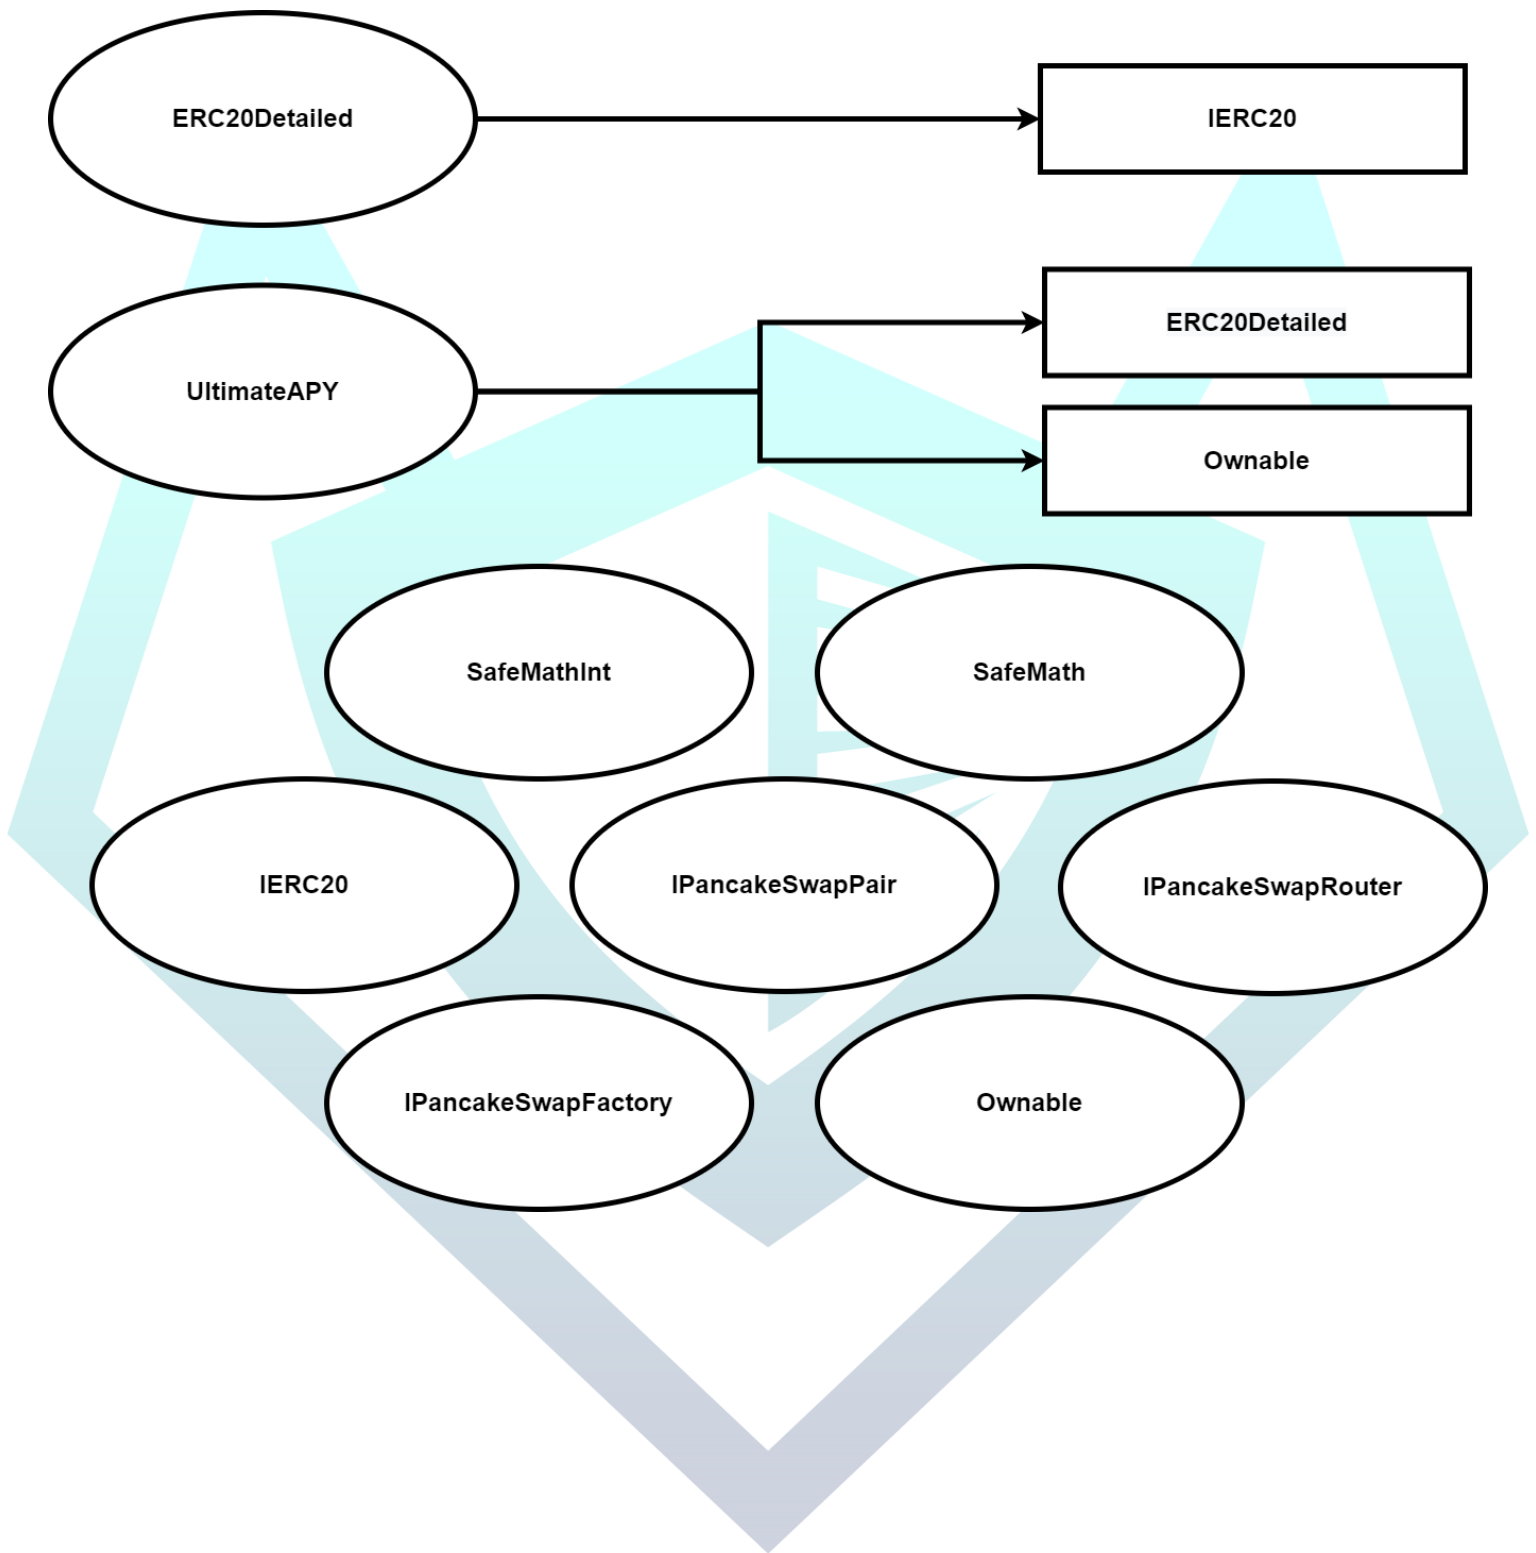 ERC20Detailed
IERC20
UltimateAPY
ERC20Detailed
Ownable
SafeMathInt
SafeMath
IERC20
IPancakeSwapPair
IPancakeSwapRouter
IPancakeSwapFactory
Ownable